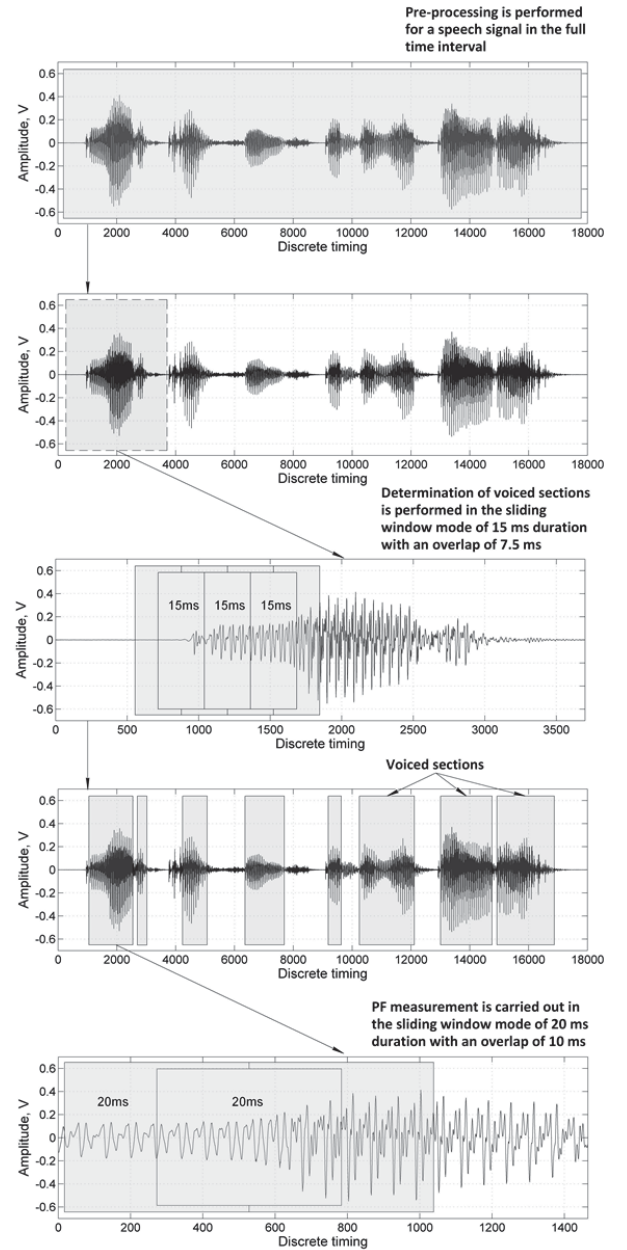 Pre-processing is performed
for a speech signal in the full
time interval
Amplitude, V
0.6
0.4
0.2
0
-0.2
-0.4
-0.6
0 2000 4000 6000 8000 10000 12000 14000 16000 18000
Discrete timing
Amplitude, V
0.6
0.4
0.2
0
-0.2
-0.4
-0.6
0 2000 4000 6000 8000 10000 12000 14000 16000 18000
Discrete timing
Determination of voiced sections
is performed in the sliding
window mode of 15 ms duration
with an overlap of 7.5 ms
Amplitude, V
0.6
0.4
0.2
0
-0.2
-0.4
-0.6
15ms 15ms 15ms
0 500 1000 1500 2000 2500 3000 3500
Discrete timing
Voiced sections
Amplitude, V
0.6
0.4
0.2
0
-0.2
-0.4
-0.6
0 2000 4000 6000 8000 10000 12000 14000 16000 18000
Discrete timing
PF measurement is carried out in
the sliding window mode of 20 ms
duration with an overlap of 10 ms
Amplitude, V
0.6
0.4
0.2
0
-0.2
-0.4
-0.6
20ms 20ms
0 200 400 600 800 1000 1200 1400
Discrete timing